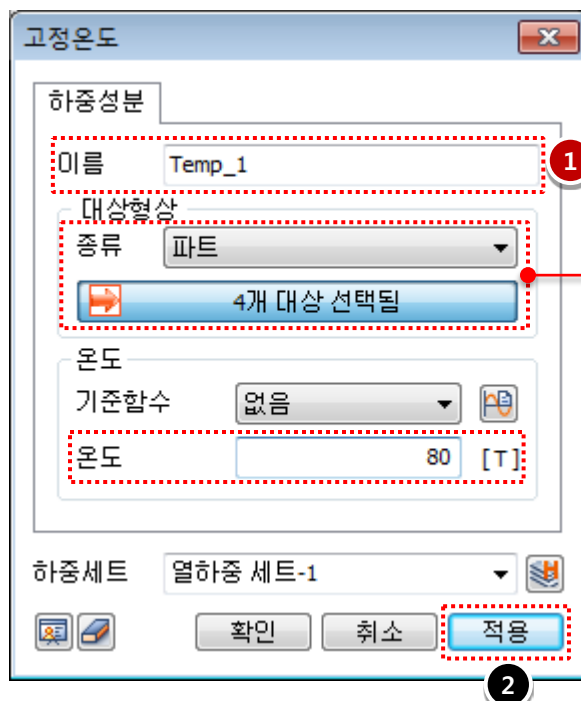 고정온도
하중성분
이름 Temp_1
1
대상형상
종류 파트
4개 대상 선택됨
온도
기준함수 없음
온도 80 [T]
하중세트 열하중 세트-1
확인 취소 적용
2